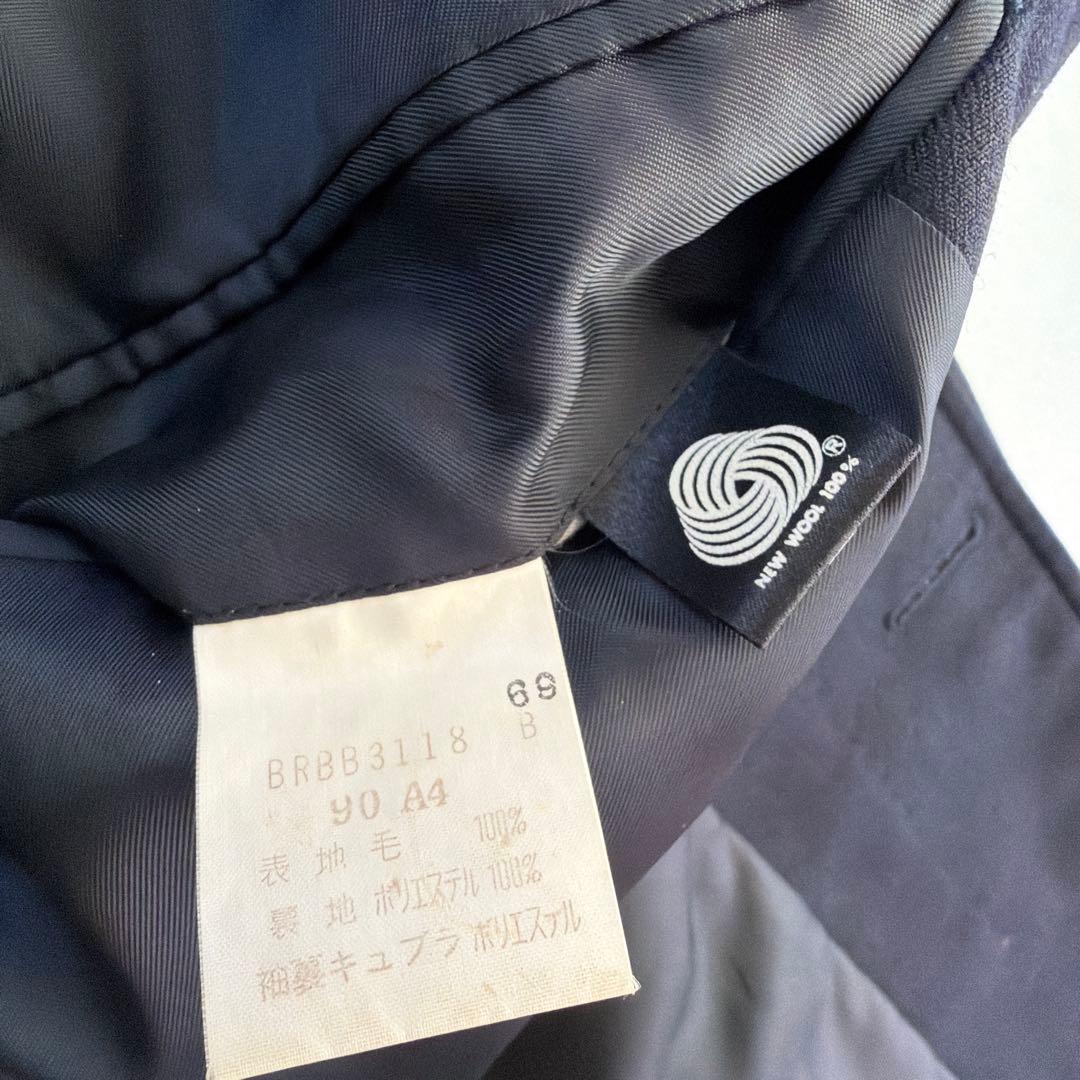 ®
NEW WOOL 100%
69
BRBB3118 B
90 A4
表地毛 100%
裏地 ポリエステル 100%
袖裏キュプラ ポリエステル